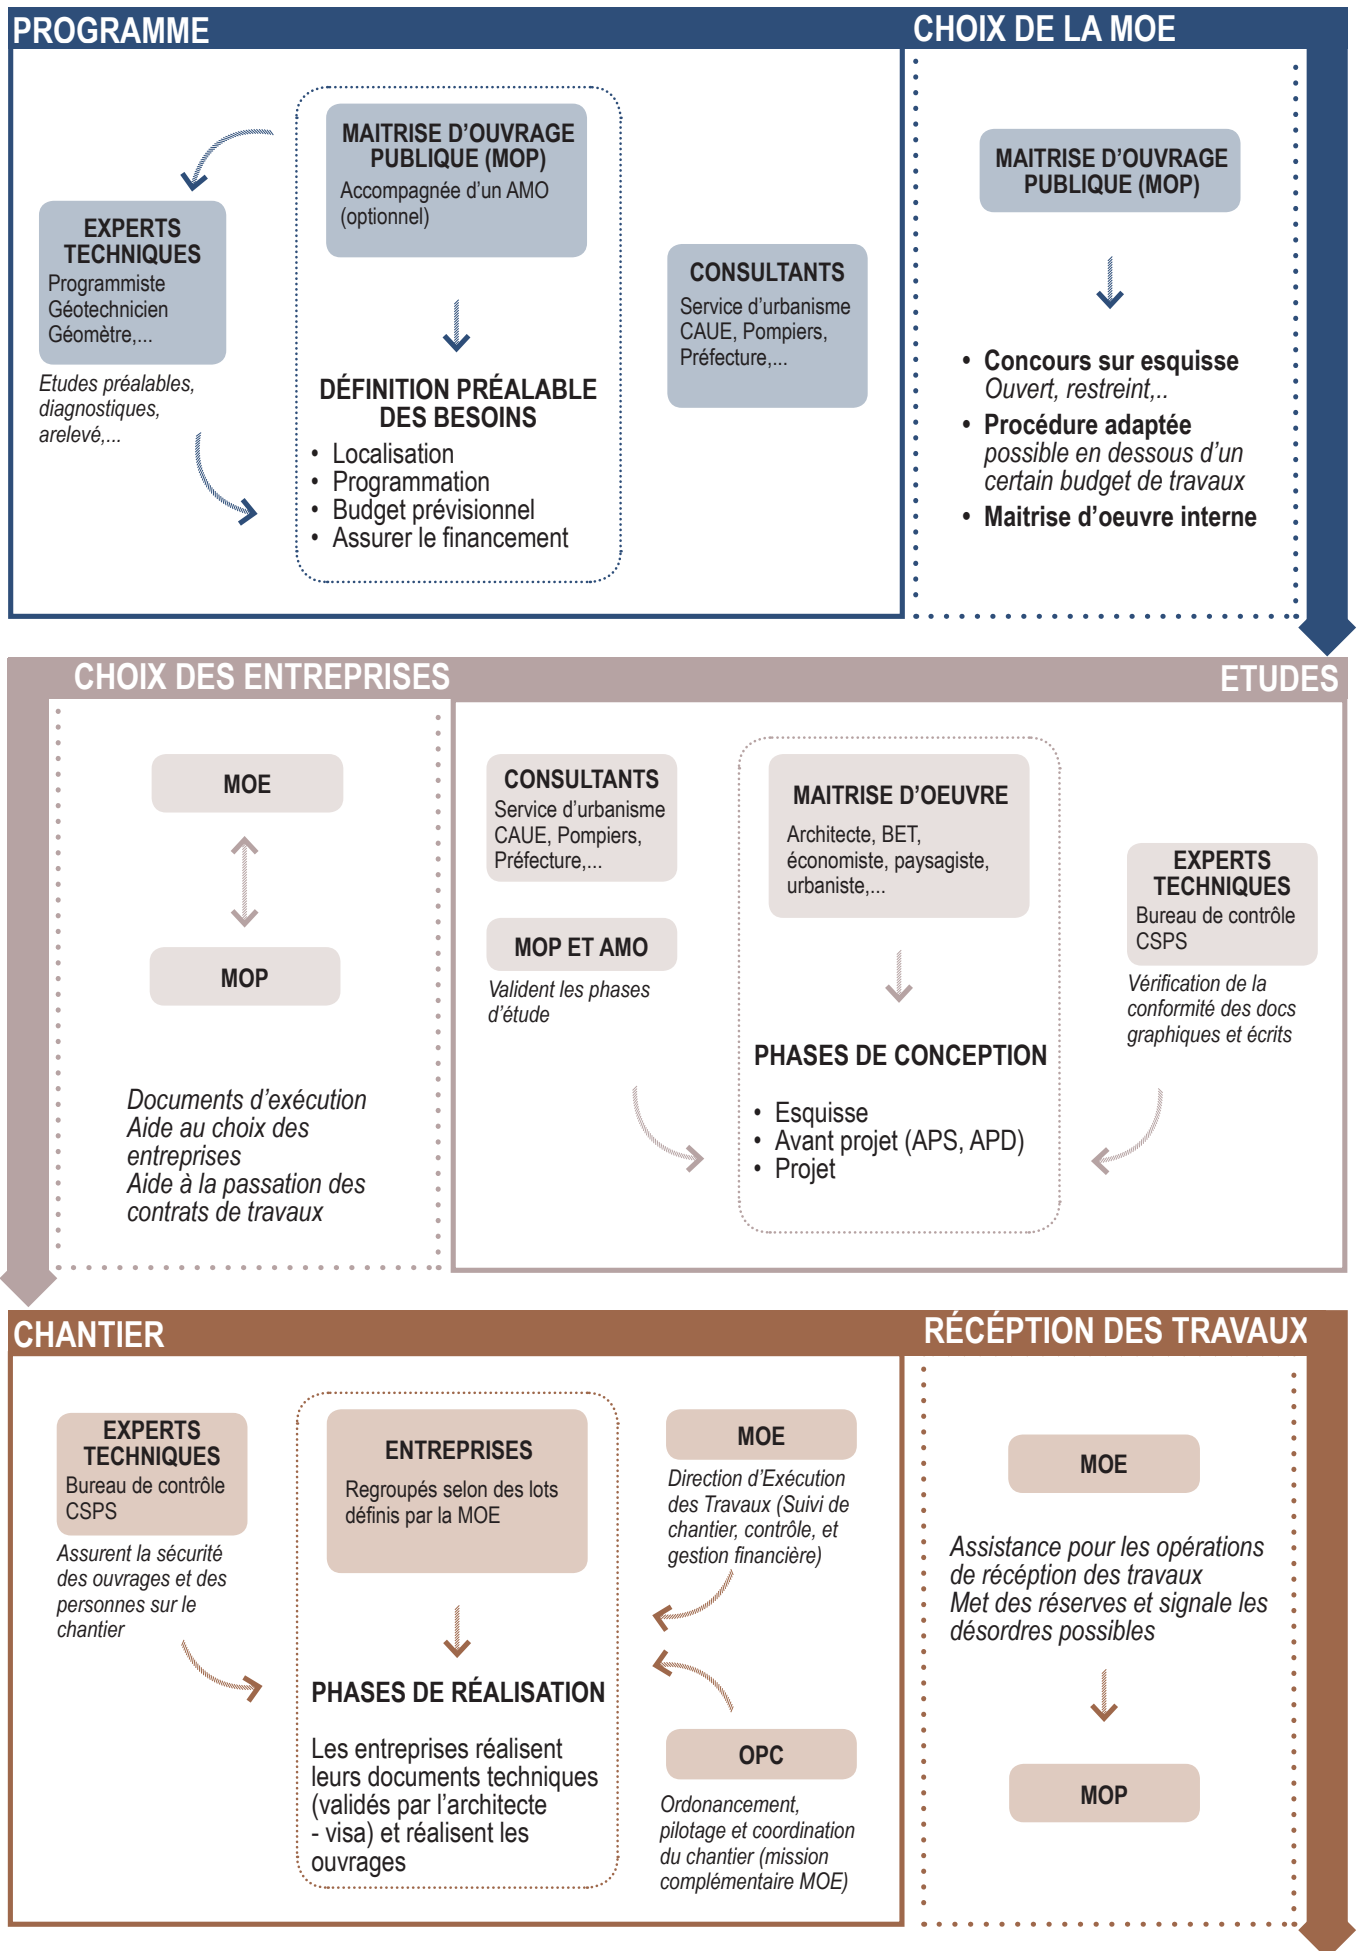 PROGRAMME
MAITRISE D'OUVRAGE
PUBLIQUE (MOP)
Accompagnée d'un AMO
(optionnel)
EXPERTS
TECHNIQUES
Programmiste
Géotechnicien
Géomètre,...
Etudes préalables,
diagnostiques,
arelevé,...
CONSULTANTS
Service d'urbanisme
CAUE, Pompiers,
Préfecture,...
DÉFINITION PRÉALABLE
DES BESOINS
• Localisation
• Programmation
• Budget prévisionnel
• Assurer le financement
CHOIX DE LA MOE
MAITRISE D'OUVRAGE
PUBLIQUE (MOP)
• Concours sur esquisse
Ouvert, restreint,..
• Procédure adaptée
possible en dessous d'un
certain budget de travaux
• Maitrise d'oeuvre interne
CHOIX DES ENTREPRISES
MOE
MOP
Documents d'exécution
Aide au choix des
entreprises
Aide à la passation des
contrats de travaux
ETUDES
CONSULTANTS
Service d'urbanisme
CAUE, Pompiers,
Préfecture,...
MOP ET AMO
Valident les phases
d'étude
MAITRISE D'OEUVRE
Architecte, BET,
économiste, paysagiste,
urbaniste,...
PHASES DE CONCEPTION
• Esquisse
• Avant projet (APS, APD)
• Projet
EXPERTS
TECHNIQUES
Bureau de contrôle
CSPS
Vérification de la
conformité des docs
graphiques et écrits
CHANTIER
EXPERTS
TECHNIQUES
Bureau de contrôle
CSPS
Assurent la sécurité
des ouvrages et des
personnes sur le
chantier
ENTREPRISES
Regroupés selon des lots
définis par la MOE
PHASES DE RÉALISATION
Les entreprises réalisent
leurs documents techniques
(validés par l'architecte
- visa) et réalisent les
ouvrages
MOE
Direction d'Exécution
des Travaux (Suivi de
chantier, contrôle, et
gestion financière)
OPC
Ordonancement,
pilotage et coordination
du chantier (mission
complémentaire MOE)
RÉCÉPTION DES TRAVAUX
MOE
Assistance pour les opérations
de récéption des travaux
Met des réserves et signale les
désordres possibles
MOP